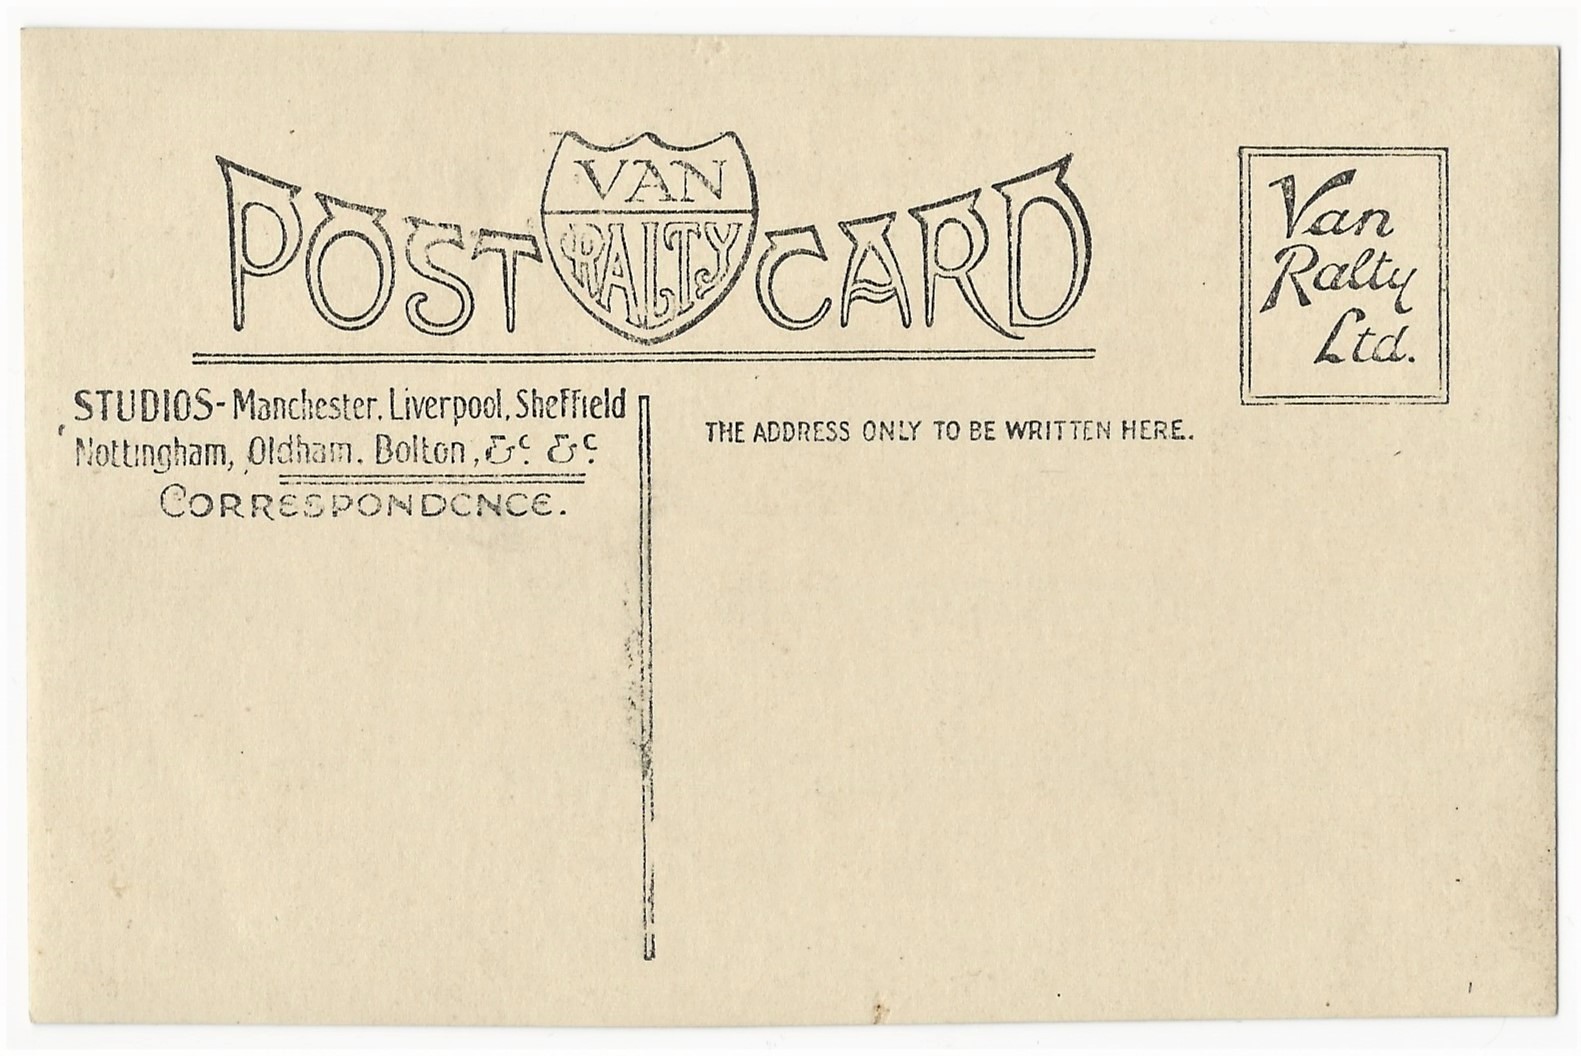 POST VAN RALTY CARD
Van
Ralty
Ltd.
STUDIOS- Manchester. Liverpool, Sheffield
Nottingham, Oldham. Bolton, &c. &c.
CORRESPONDENCE.
THE ADDRESS ONLY TO BE WRITTEN HERE.